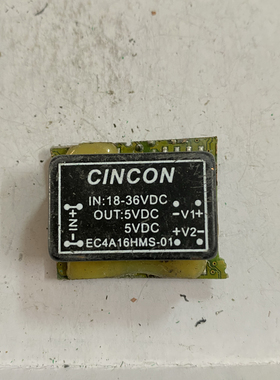 CINCON
IN:18-36VDC
OUT:5VDC -V1+
5VDC +V2-
EC4A16HMS-01
-IN+